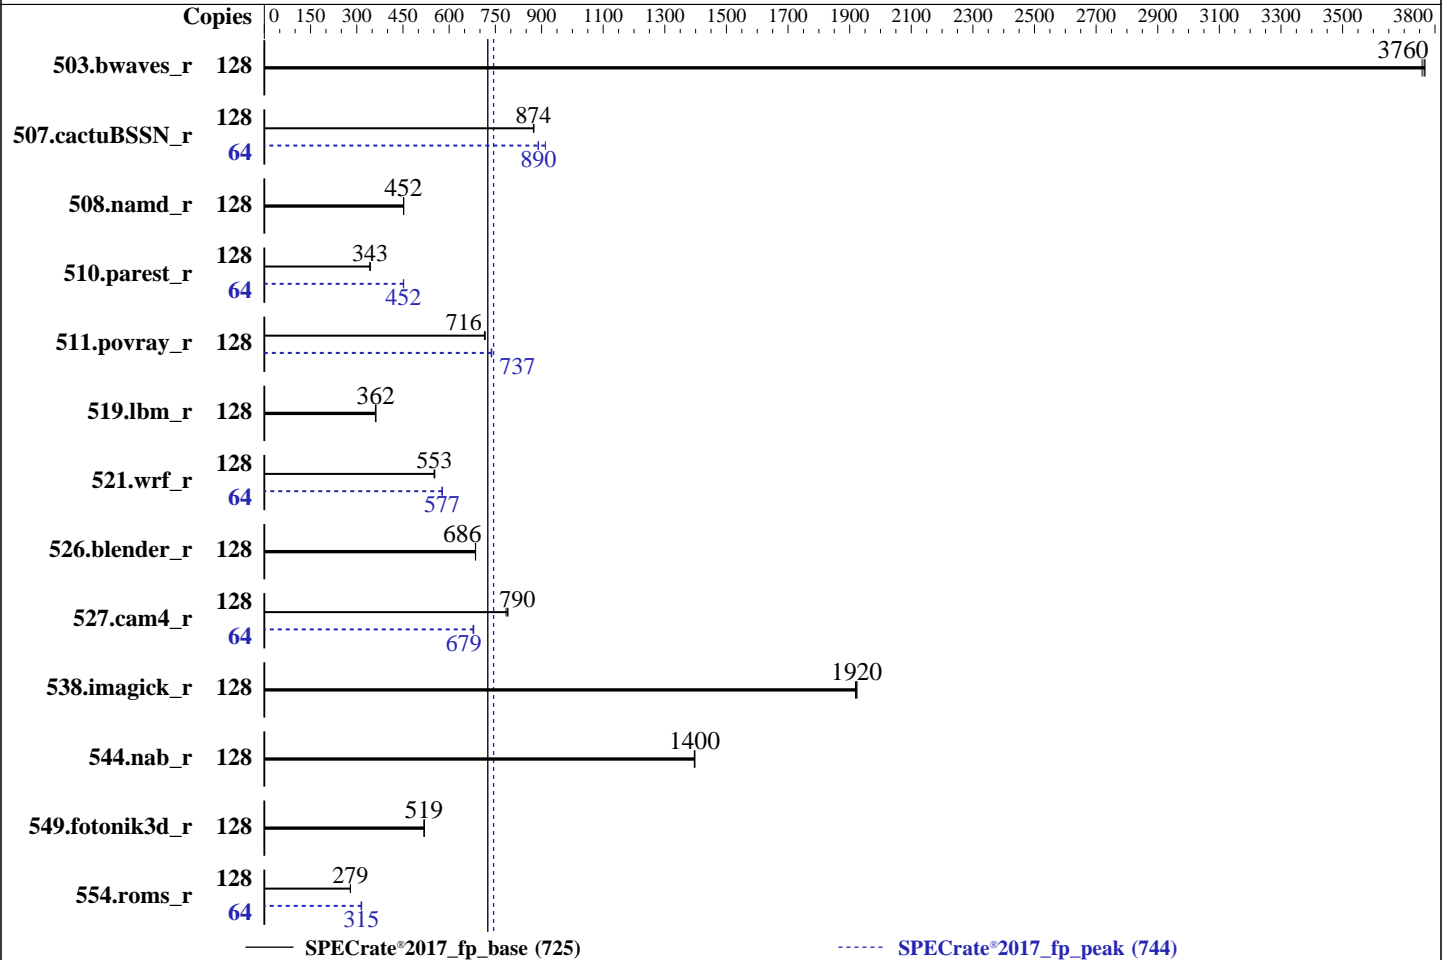 Copies 0 150 300 450 600 750 900 1100 1300 1500 1700 1900 2100 2300 2500 2700 2900 3100 3300 3500 3800
503.bwaves_r 128 3760
507.cactuBSSN_r 128 874
64 890
508.namd_r 128 452
510.parest_r 128 343
64 452
511.povray_r 128 716
737
519.lbm_r 128 362
521.wrf_r 128 553
64 577
526.blender_r 128 686
527.cam4_r 128 790
64 679
538.imagick_r 128 1920
544.nab_r 128 1400
549.fotonik3d_r 128 519
554.roms_r 128 279
64 315
SPECrate®2017_fp_base (725) SPECrate®2017_fp_peak (744)